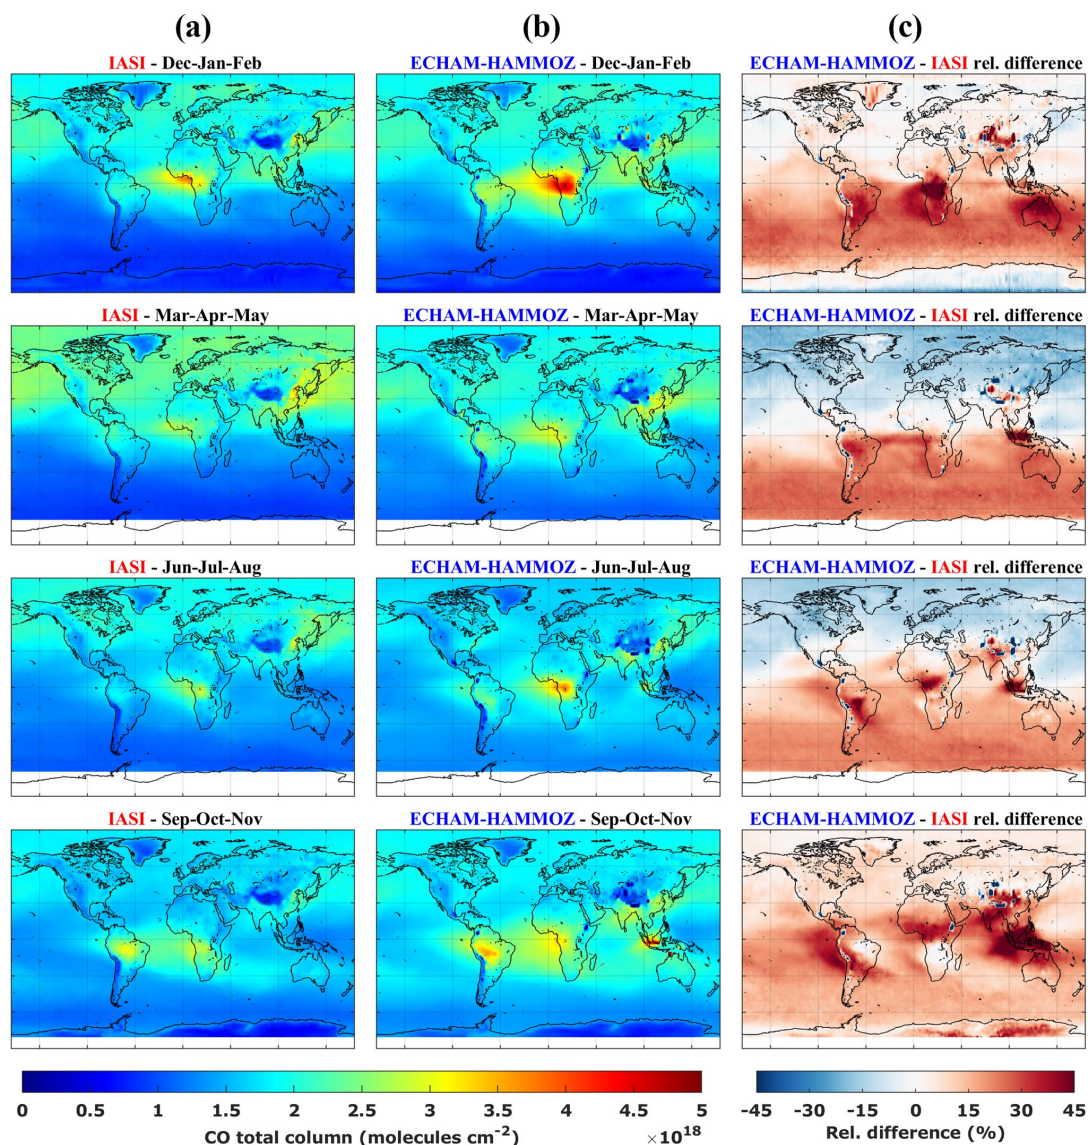 (a) (b) (c)
IASI - Dec-Jan-Feb ECHAM-HAMMOZ - Dec-Jan-Feb ECHAM-HAMMOZ - IASI rel. difference
IASI - Mar-Apr-May ECHAM-HAMMOZ - Mar-Apr-May ECHAM-HAMMOZ - IASI rel. difference
IASI - Jun-Jul-Aug ECHAM-HAMMOZ - Jun-Jul-Aug ECHAM-HAMMOZ - IASI rel. difference
IASI - Sep-Oct-Nov ECHAM-HAMMOZ - Sep-Oct-Nov ECHAM-HAMMOZ - IASI rel. difference
0 0.5 1 1.5 2 2.5 3 3.5 4 4.5 5 -45 -30 -15 0 15 30 45
CO total column (molecules cm⁻²) ×10¹⁸ Rel. difference (%)